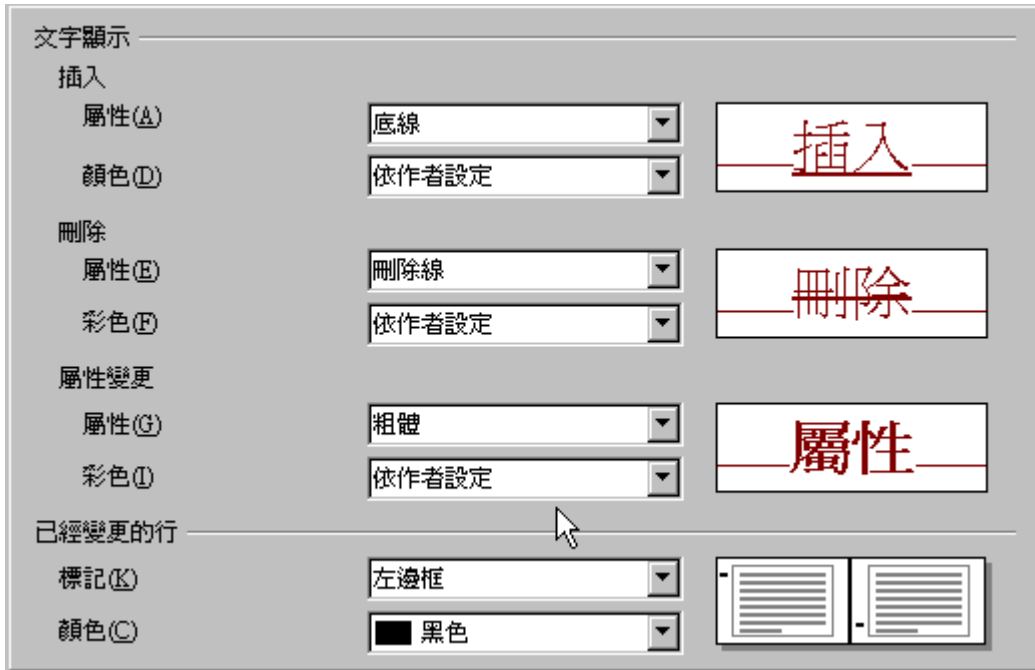 文字顯示
插入
屬性(A) 底線
插入
顏色(D) 依作者設定
刪除
屬性(E) 刪除線
刪除
彩色(F) 依作者設定
屬性變更
屬性(G) 粗體
屬性
彩色(I) 依作者設定
已經變更的行
標記(K) 左邊框
顏色(C) 黑色